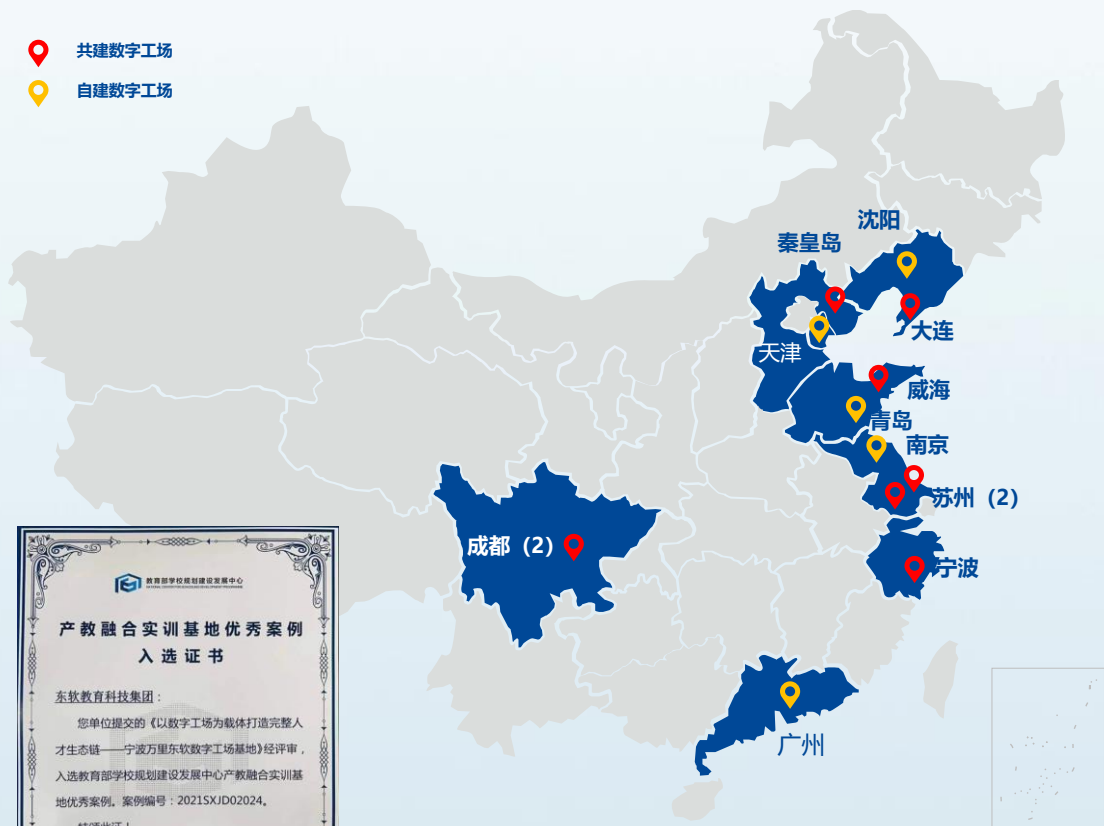 共建数字工场
自建数字工场
沈阳
秦皇岛
大连
天津
威海
青岛
南京
苏州（2）
成都（2）
宁波
广州
教育部学校规划建设发展中心
产教融合实训基地优秀案例
入选证书
东软教育科技集团：
您单位提交的《以数字工场为载体打造完整人
才生态链——宁波万里东软数字工场基地》经评审，
入选教育部学校规划建设发展中心产教融合实训基
地优秀案例。案例编号：2021SXJD02024。